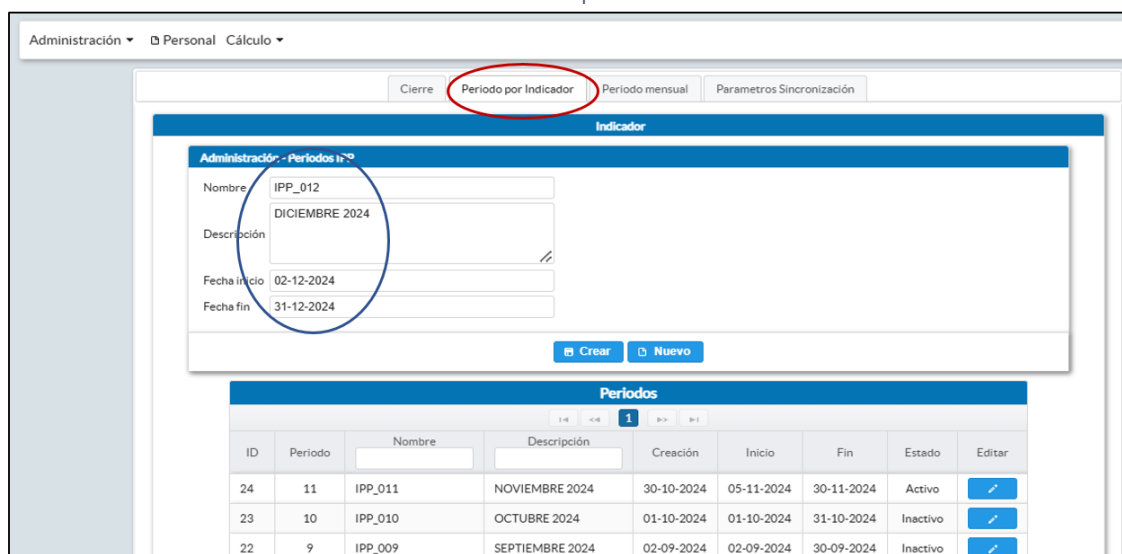 Administración Personal Cálculo
Cierre Periodo por Indicador Periodo mensual Parametros Sincronización
Indicador
Administración - Periodos IPP
Nombre IPP_012
DICIEMBRE 2024
Descripción
Fecha inicio 02-12-2024
Fecha fin 31-12-2024
Crear Nuevo
Periodos
1
ID Periodo Nombre Descripción Creación Inicio Fin Estado Editar
24 11 IPP_011 NOVIEMBRE 2024 30-10-2024 05-11-2024 30-11-2024 Activo
23 10 IPP_010 OCTUBRE 2024 01-10-2024 01-10-2024 31-10-2024 Inactivo
22 9 IPP_009 SEPTIEMBRE 2024 02-09-2024 02-09-2024 30-09-2024 Inactivo